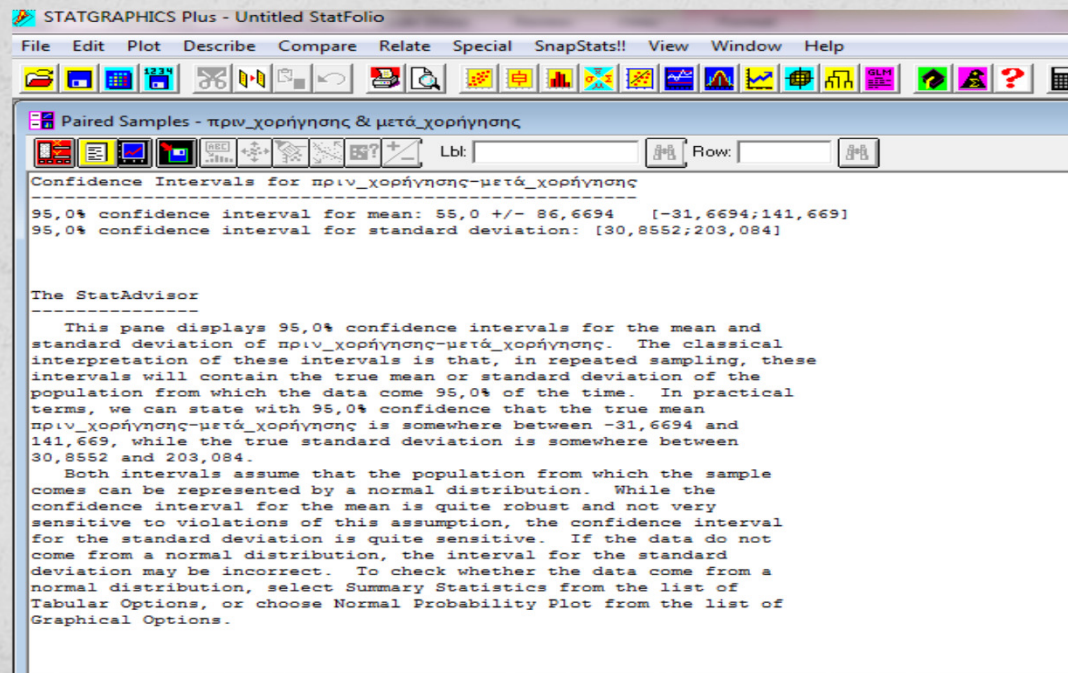 STATGRAPHICS Plus - Untitled StatFolio
File Edit Plot Describe Compare Relate Special SnapStats!! View Window Help
1234
GLM
Paired Samples - πριν_χορήγησης & μετά_χορήγησης
Lbl: Row:
Confidence Intervals for πριν_χορήγησης-μετά_χορήγησης
-------------------------------------------------------
95,0% confidence interval for mean: 55,0 +/- 86,6694 [-31,6694;141,669]
95,0% confidence interval for standard deviation: [30,8552;203,084]
The StatAdvisor
---------------
This pane displays 95,0% confidence intervals for the mean and
standard deviation of πριν_χορήγησης-μετά_χορήγησης. The classical
interpretation of these intervals is that, in repeated sampling, these
intervals will contain the true mean or standard deviation of the
population from which the data come 95,0% of the time. In practical
terms, we can state with 95,0% confidence that the true mean
πριν_χορήγησης-μετά_χορήγησης is somewhere between -31,6694 and
141,669, while the true standard deviation is somewhere between
30,8552 and 203,084.
Both intervals assume that the population from which the sample
comes can be represented by a normal distribution. While the
confidence interval for the mean is quite robust and not very
sensitive to violations of this assumption, the confidence interval
for the standard deviation is quite sensitive. If the data do not
come from a normal distribution, the interval for the standard
deviation may be incorrect. To check whether the data come from a
normal distribution, select Summary Statistics from the list of
Tabular Options, or choose Normal Probability Plot from the list of
Graphical Options.